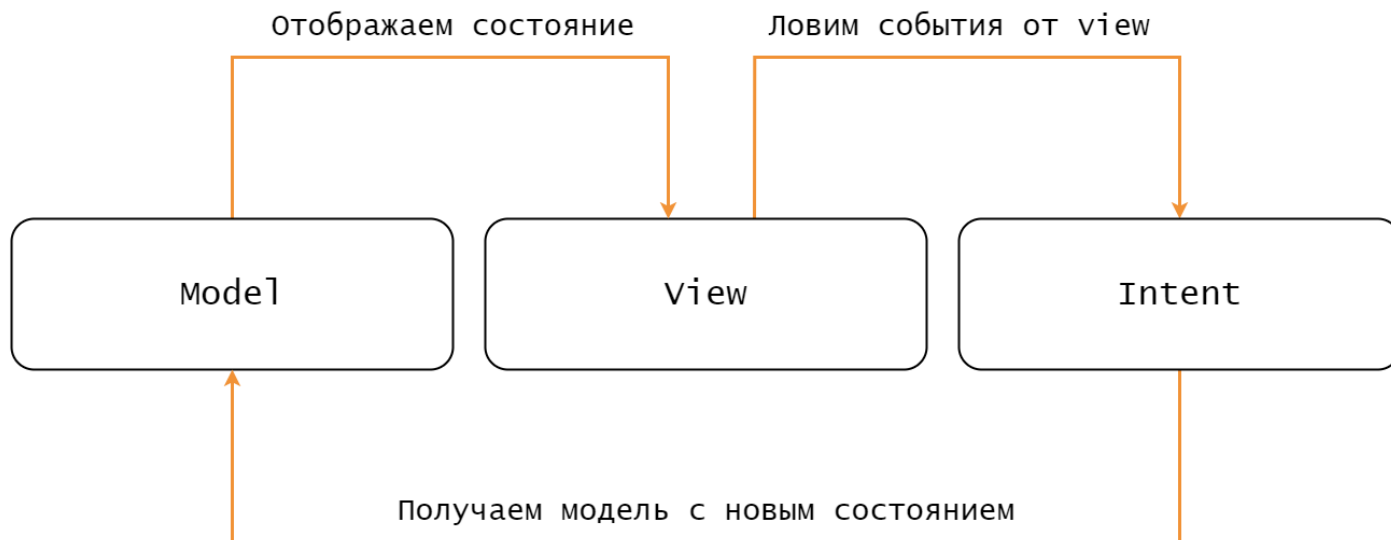 Отображаем состояние
Ловим события от view
Model
View
Intent
Получаем модель с новым состоянием